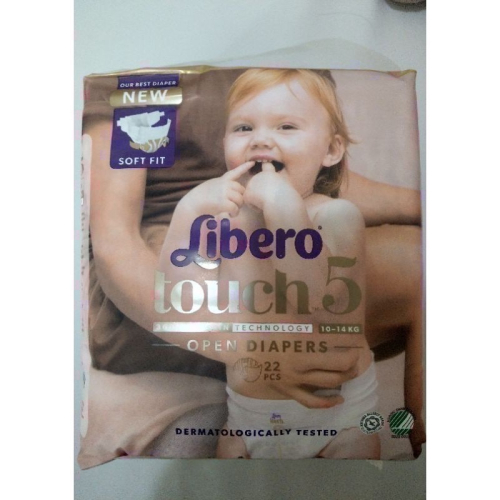 OUR BEST DIAPER
NEW
SOFT FIT
Libero
touch 5
TECHNOLOGY 10-14 KG
OPEN DIAPERS
22
PCS
DERMATOLOGICALLY TESTED